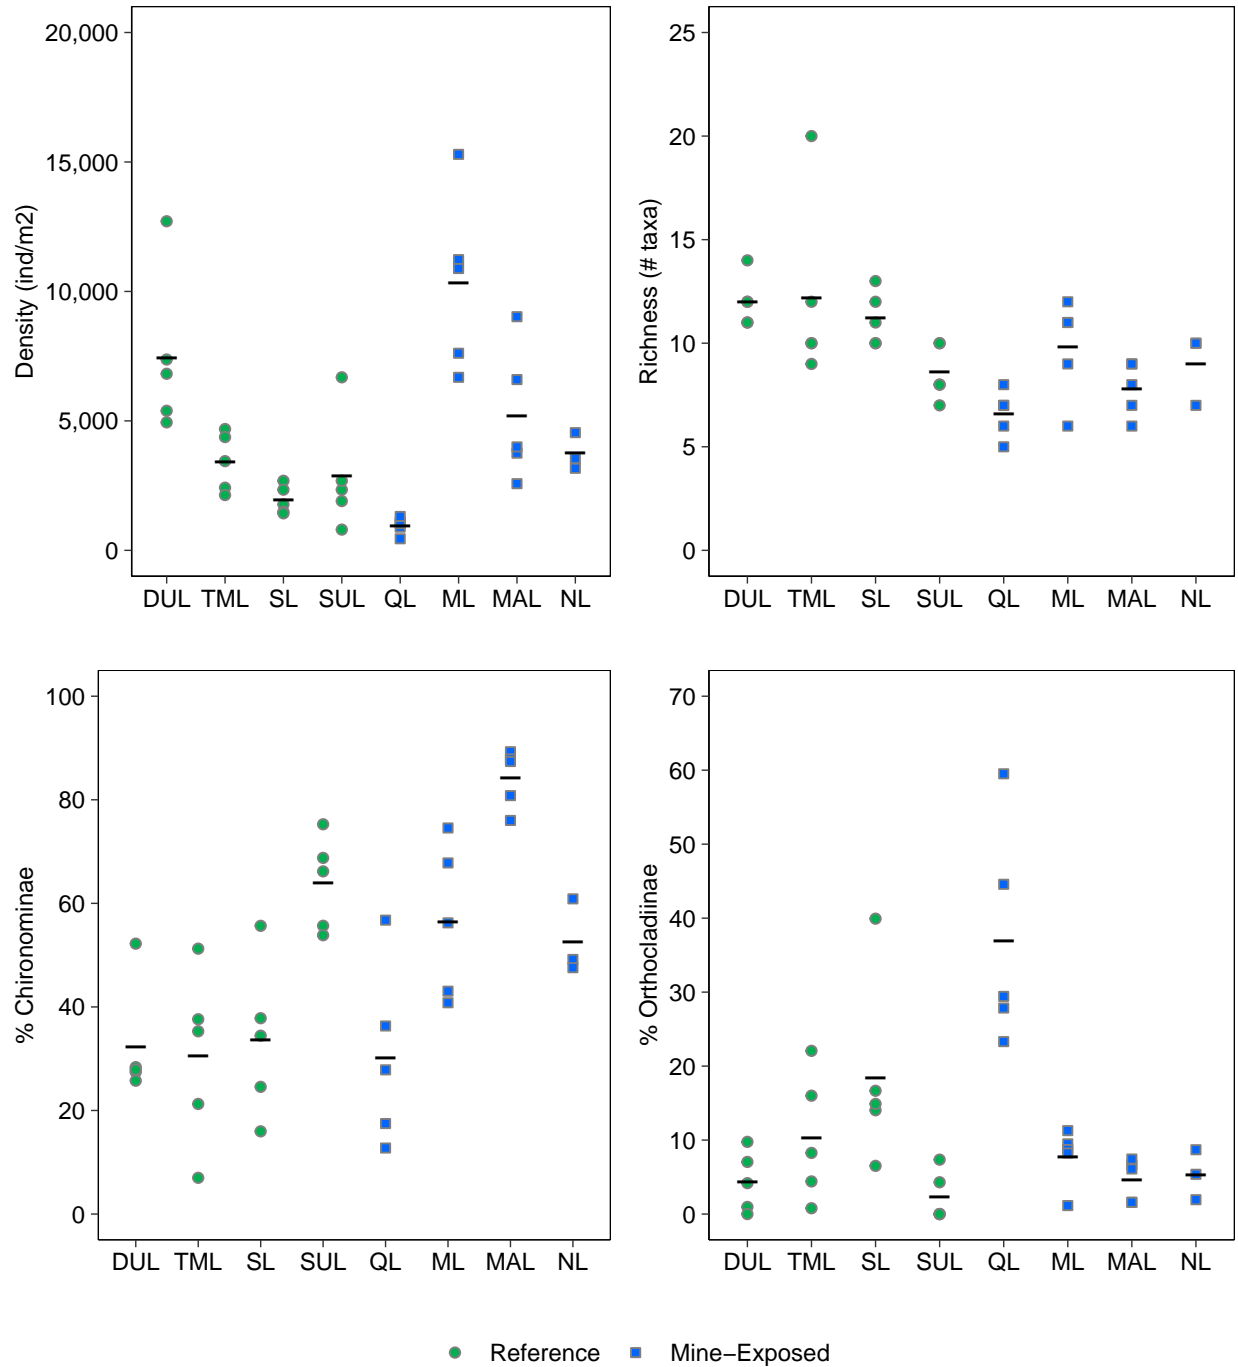 Density (ind/m2)
20,000
15,000
10,000
5,000
0
DUL TML SL SUL QL ML MAL NL
Richness (# taxa)
25
20
15
10
5
0
DUL TML SL SUL QL ML MAL NL
% Chironominae
100
80
60
40
20
0
DUL TML SL SUL QL ML MAL NL
% Orthocladiinae
70
60
50
40
30
20
10
0
DUL TML SL SUL QL ML MAL NL
Reference Mine−Exposed